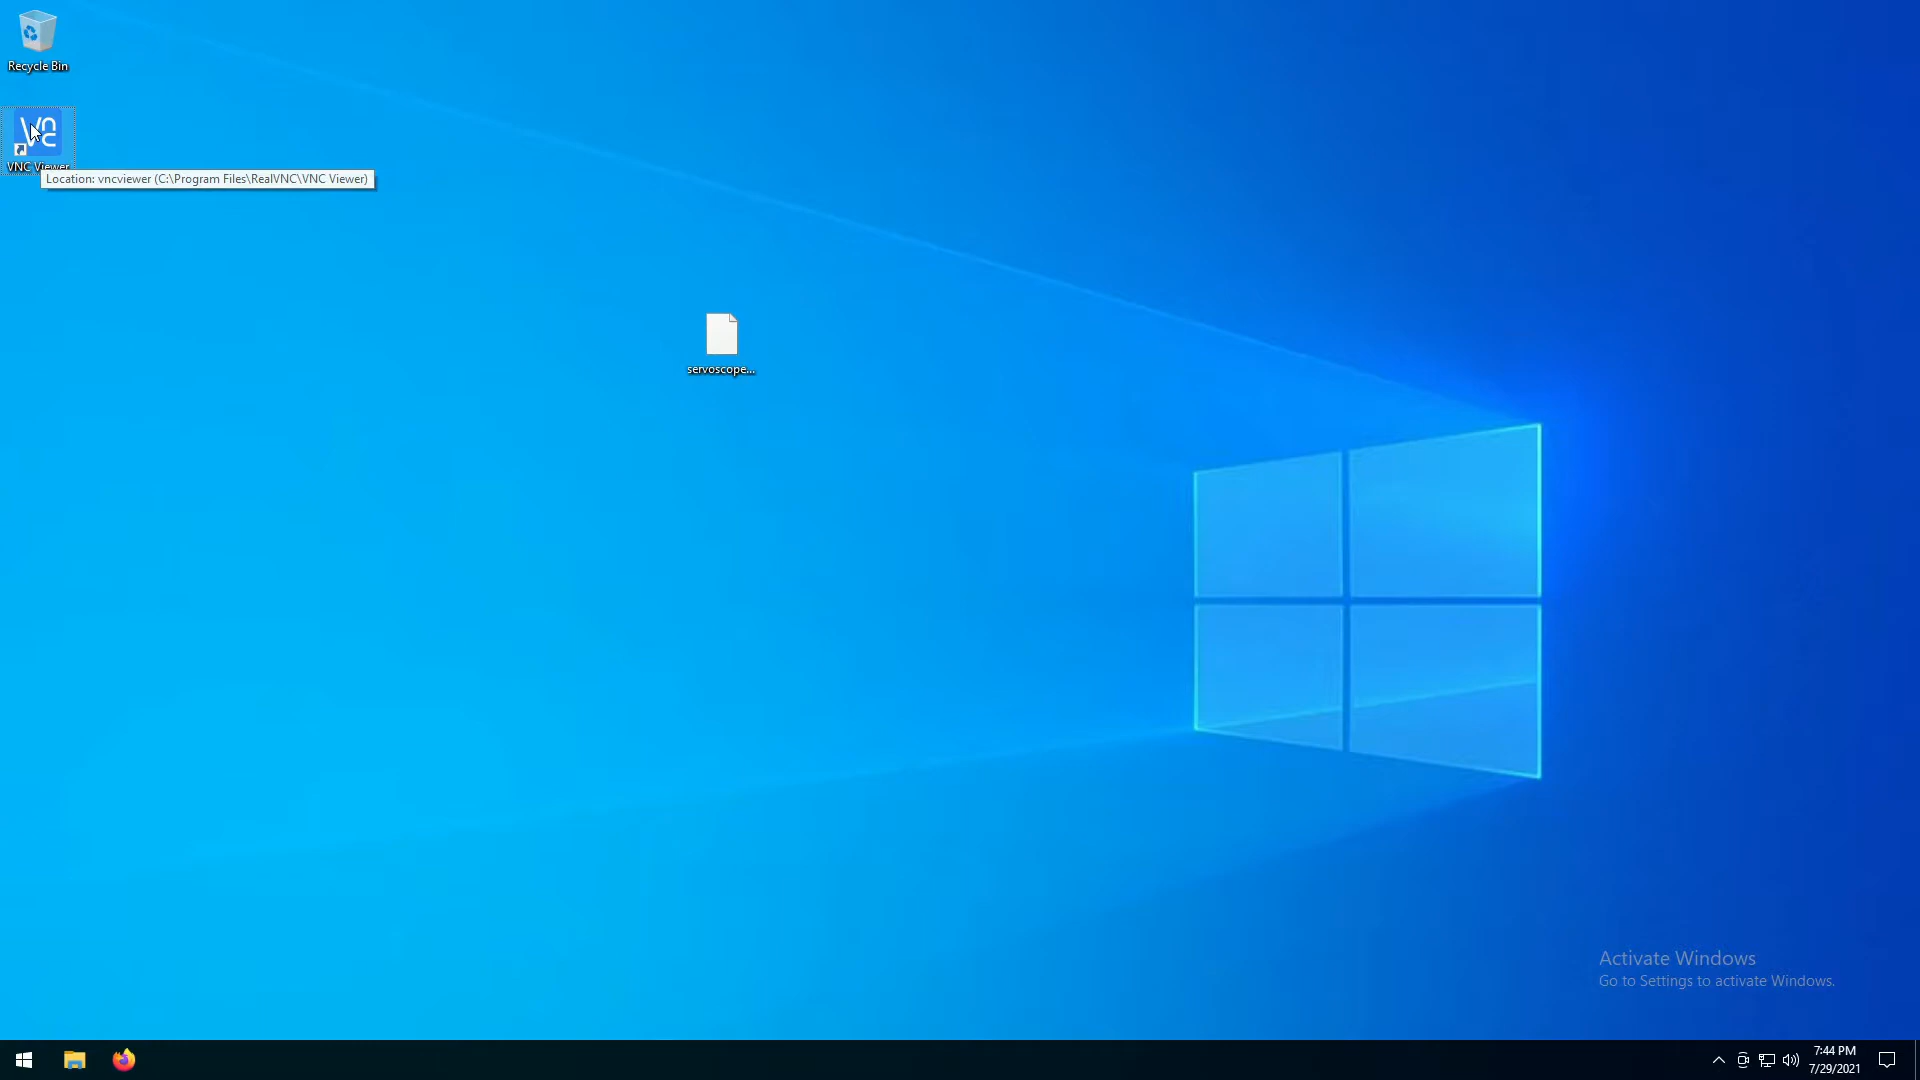 Recycle Bin
VNC
VNC Viewer
Location: vncviewer (C:\Program Files\RealVNC\VNC Viewer)
servoscope...
Activate Windows
Go to Settings to activate Windows.
7:44 PM
7/29/2021